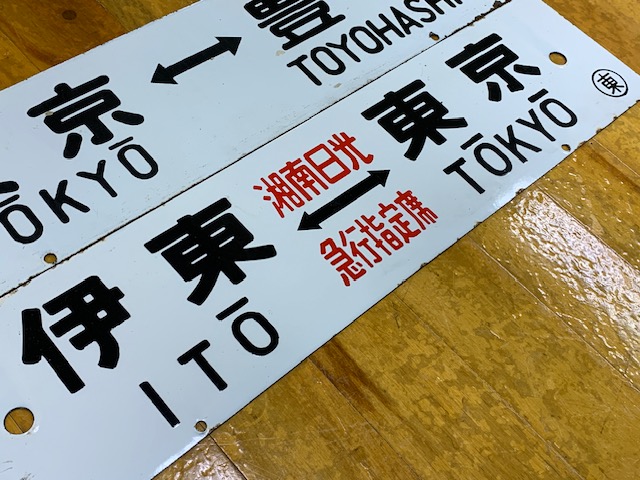 京 ↔ 豊
ŌKYŌ TOYOHASHI
伊東 ↔ 東京
ITŌ TŌKYŌ
湘南日光
急行指定席
東